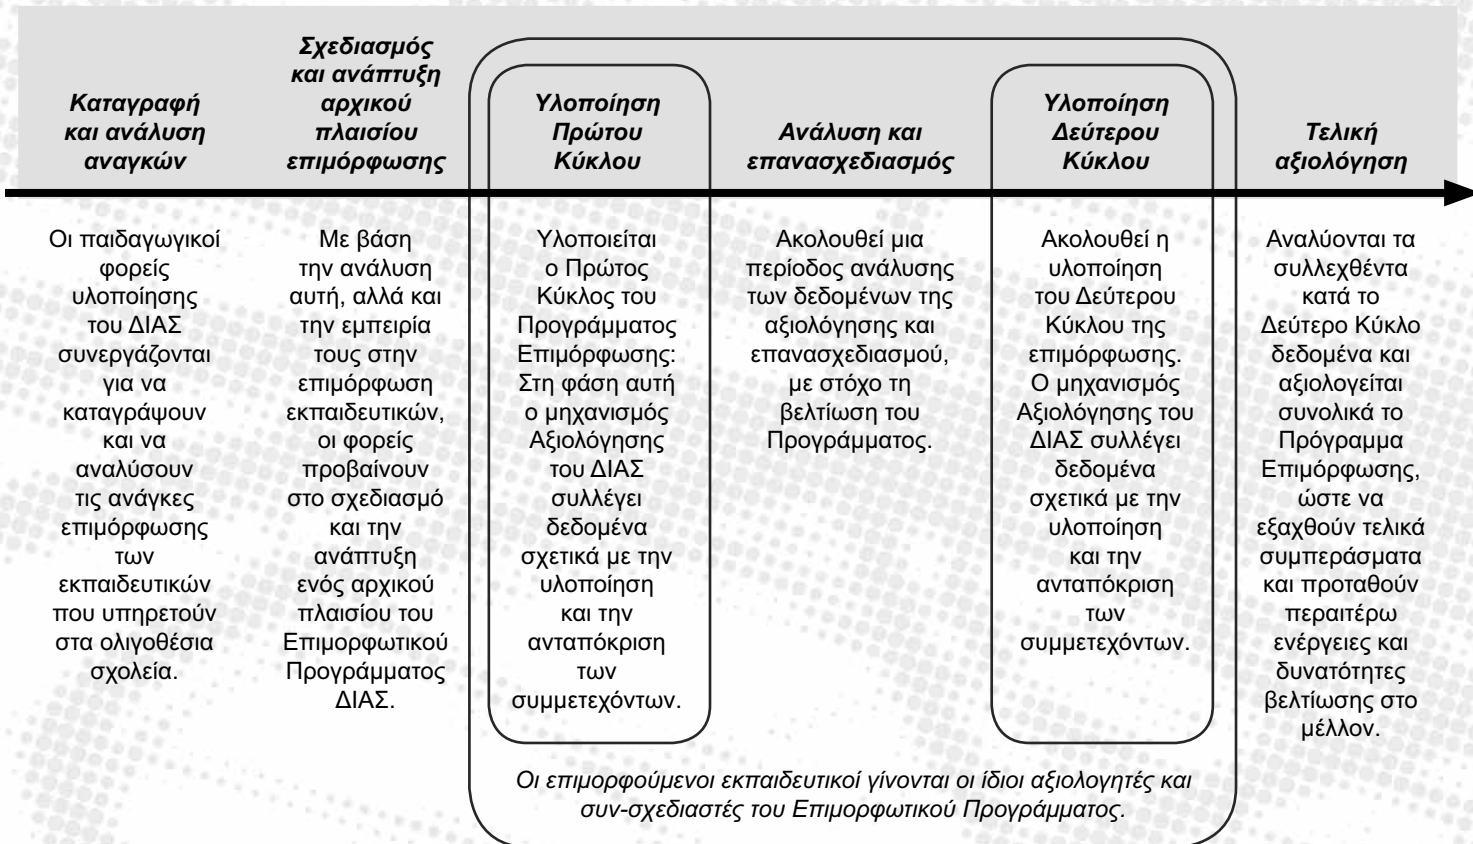 Καταγραφή
και ανάλυση
αναγκών
Σχεδιασμός
και ανάπτυξη
αρχικού
πλαισίου
επιμόρφωσης
Υλοποίηση
Πρώτου
Κύκλου
Ανάλυση και
επανασχεδιασμός
Υλοποίηση
Δεύτερου
Κύκλου
Τελική
αξιολόγηση
Οι παιδαγωγικοί
φορείς
υλοποίησης
του ΔΙΑΣ
συνεργάζονται
για να
καταγράψουν
και να
αναλύσουν
τις ανάγκες
επιμόρφωσης
των
εκπαιδευτικών
που υπηρετούν
στα ολιγοθέσια
σχολεία.
Με βάση
την ανάλυση
αυτή, αλλά και
την εμπειρία
τους στην
επιμόρφωση
εκπαιδευτικών,
οι φορείς
προβαίνουν
στο σχεδιασμό
και την
ανάπτυξη
ενός αρχικού
πλαισίου του
Επιμορφωτικού
Προγράμματος
ΔΙΑΣ.
Υλοποιείται
ο Πρώτος
Κύκλος του
Προγράμματος
Επιμόρφωσης:
Στη φάση αυτή
ο μηχανισμός
Αξιολόγησης
του ΔΙΑΣ
συλλέγει
δεδομένα
σχετικά με την
υλοποίηση
και την
ανταπόκριση
των
συμμετεχόντων.
Ακολουθεί μια
περίοδος ανάλυσης
των δεδομένων της
αξιολόγησης και
επανασχεδιασμού,
με στόχο τη
βελτίωση του
Προγράμματος.
Ακολουθεί η
υλοποίηση
του Δεύτερου
Κύκλου της
επιμόρφωσης.
Ο μηχανισμός
Αξιολόγησης του
ΔΙΑΣ συλλέγει
δεδομένα
σχετικά με την
υλοποίηση
και την
ανταπόκριση
των
συμμετεχόντων.
Αναλύονται τα
συλλεχθέντα
κατά το
Δεύτερο Κύκλο
δεδομένα και
αξιολογείται
συνολικά το
Πρόγραμμα
Επιμόρφωσης,
ώστε να
εξαχθούν τελικά
συμπεράσματα
και προταθούν
περαιτέρω
ενέργειες και
δυνατότητες
βελτίωσης στο
μέλλον.
Οι επιμορφούμενοι εκπαιδευτικοί γίνονται οι ίδιοι αξιολογητές και
συν-σχεδιαστές του Επιμορφωτικού Προγράμματος.